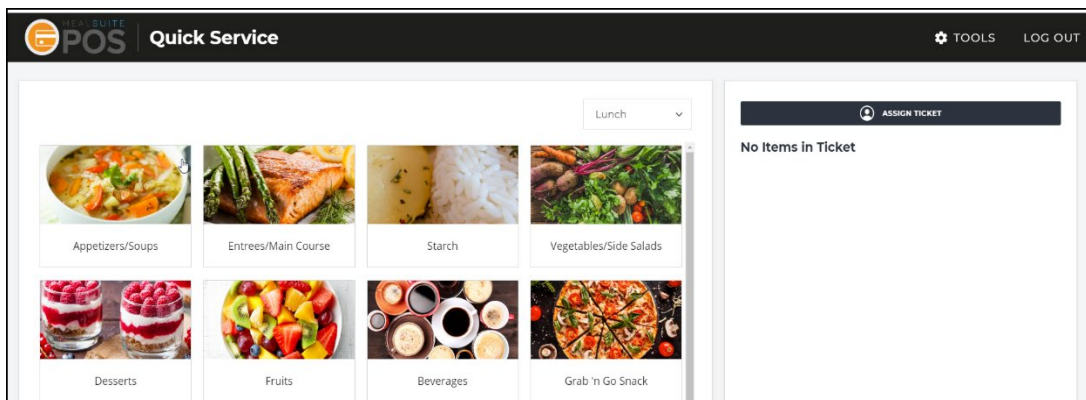 MEALSUITE
POS
Quick Service
TOOLS
LOG OUT
Lunch
Appetizers/Soups
Entrees/Main Course
Starch
Vegetables/Side Salads
Desserts
Fruits
Beverages
Grab 'n Go Snack
ASSIGN TICKET
No Items in Ticket